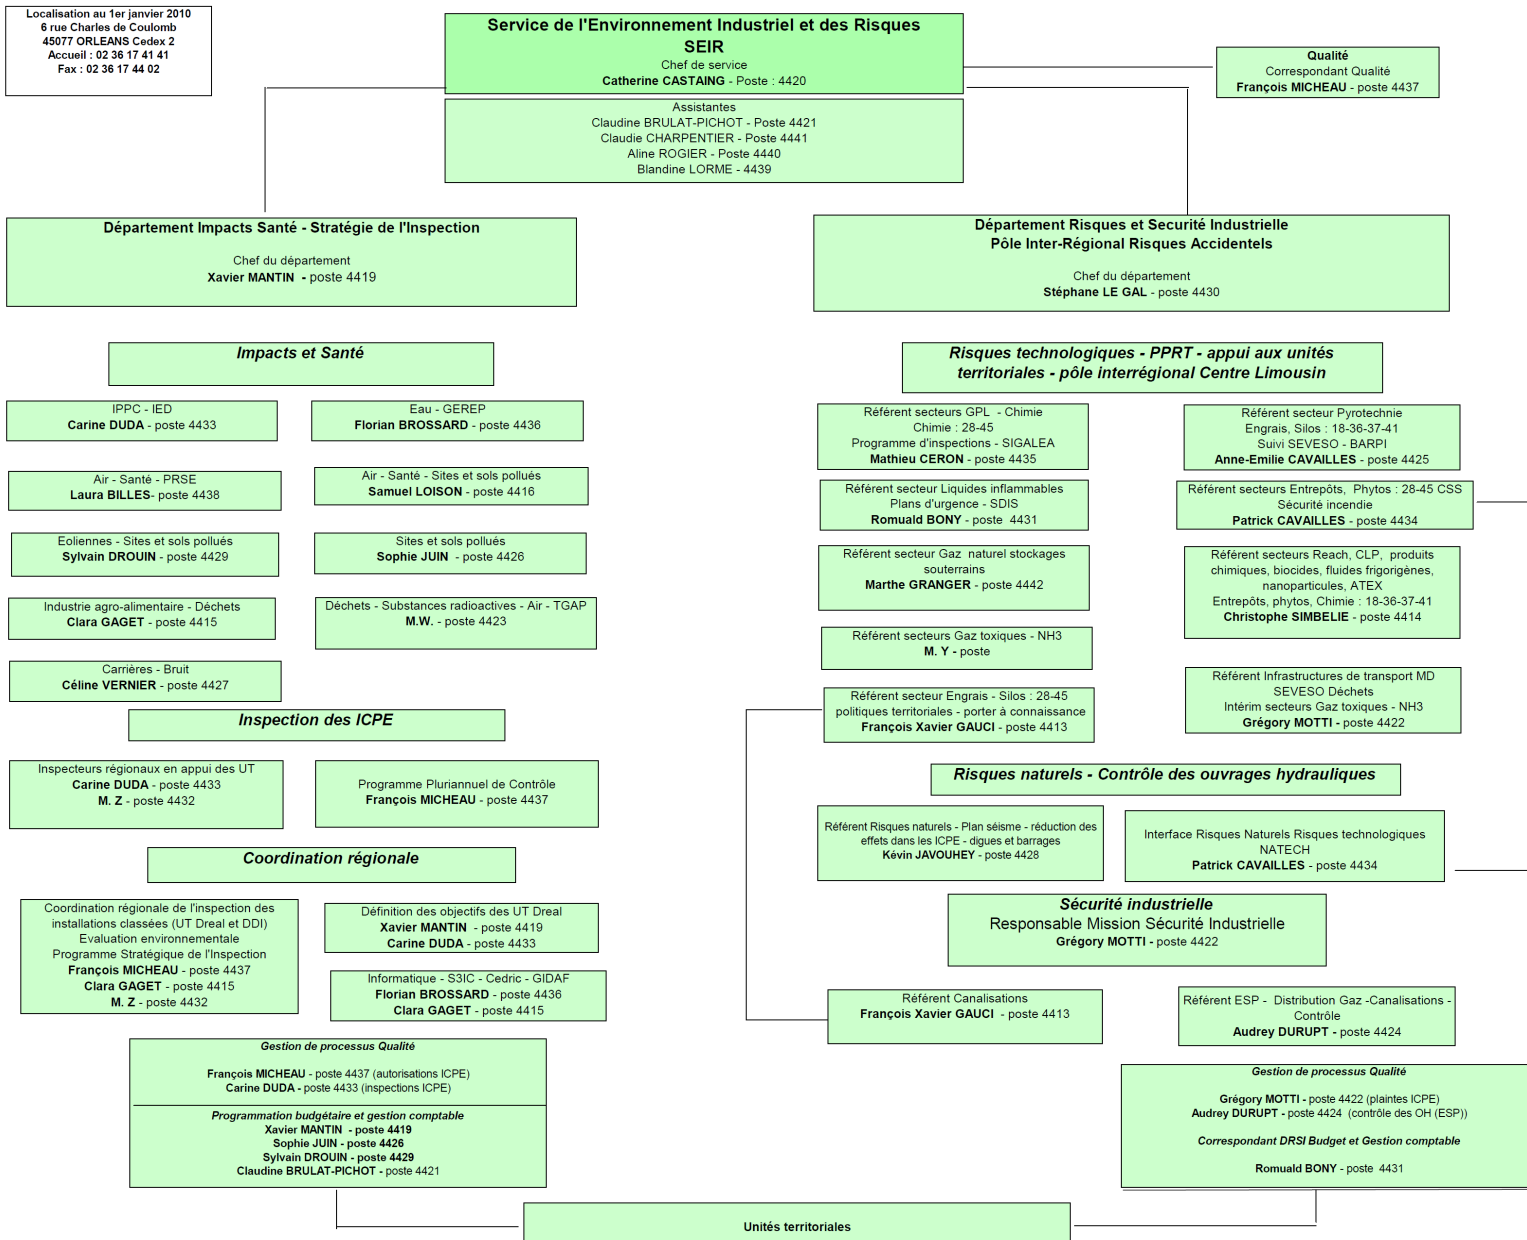 Localisation au 1er janvier 2010
6 rue Charles de Coulomb
45077 ORLEANS Cedex 2
Accueil : 02 36 17 41 41
Fax : 02 36 17 44 02
Service de l'Environnement Industriel et des Risques
SEIR
Chef de service
Catherine CASTAING - Poste : 4420
Qualité
Correspondant Qualité
François MICHEAU - poste 4437
Assistantes
Claudine BRULAT-PICHOT - Poste 4421
Claudie CHARPENTIER - Poste 4441
Aline ROGIER - Poste 4440
Blandine LORME - 4439
Département Impacts Santé - Stratégie de l'Inspection
Chef du département
Xavier MANTIN - poste 4419
Département Risques et Securité Industrielle
Pôle Inter-Régional Risques Accidentels
Chef du département
Stéphane LE GAL - poste 4430
Impacts et Santé
IPPC - IED
Carine DUDA - poste 4433
Eau - GEREP
Florian BROSSARD - poste 4436
Air - Santé - PRSE
Laura BILLES- poste 4438
Air - Santé - Sites et sols pollués
Samuel LOISON - poste 4416
Eoliennes - Sites et sols pollués
Sylvain DROUIN - poste 4429
Sites et sols pollués
Sophie JUIN - poste 4426
Industrie agro-alimentaire - Déchets
Clara GAGET - poste 4415
Déchets - Substances radioactives - Air - TGAP
M.W. - poste 4423
Carrières - Bruit
Céline VERNIER - poste 4427
Inspection des ICPE
Inspecteurs régionaux en appui des UT
Carine DUDA - poste 4433
M. Z - poste 4432
Programme Pluriannuel de Contrôle
François MICHEAU - poste 4437
Coordination régionale
Coordination régionale de l'inspection des
installations classées (UT Dreal et DDI)
Evaluation environnementale
Programme Stratégique de l'Inspection
François MICHEAU - poste 4437
Clara GAGET - poste 4415
M. Z - poste 4432
Définition des objectifs des UT Dreal
Xavier MANTIN - poste 4419
Carine DUDA - poste 4433
Informatique - S3IC - Cedric - GIDAF
Florian BROSSARD - poste 4436
Clara GAGET - poste 4415
Gestion de processus Qualité
François MICHEAU - poste 4437 (autorisations ICPE)
Carine DUDA - poste 4433 (inspections ICPE)
Programmation budgétaire et gestion comptable
Xavier MANTIN - poste 4419
Sophie JUIN - poste 4426
Sylvain DROUIN - poste 4429
Claudine BRULAT-PICHOT - poste 4421
Risques technologiques - PPRT - appui aux unités
territoriales - pôle interrégional Centre Limousin
Référent secteurs GPL - Chimie
Chimie : 28-45
Programme d'inspections - SIGALEA
Mathieu CERON - poste 4435
Référent secteur Pyrotechnie
Engrais, Silos : 18-36-37-41
Suivi SEVESO - BARPI
Anne-Emilie CAVAILLES - poste 4425
Référent secteur Liquides inflammables
Plans d'urgence - SDIS
Romuald BONY - poste 4431
Référent secteurs Entrepôts, Phytos : 28-45 CSS
Sécurité incendie
Patrick CAVAILLES - poste 4434
Référent secteur Gaz naturel stockages
souterrains
Marthe GRANGER - poste 4442
Référent secteurs Reach, CLP, produits
chimiques, biocides, fluides frigorigènes,
nanoparticules, ATEX
Entrepôts, phytos, Chimie : 18-36-37-41
Christophe SIMBELIE - poste 4414
Référent secteurs Gaz toxiques - NH3
M. Y - poste
Référent secteur Engrais - Silos : 28-45
politiques territoriales - porter à connaissance
François Xavier GAUCI - poste 4413
Référent Infrastructures de transport MD
SEVESO Déchets
Intérim secteurs Gaz toxiques - NH3
Grégory MOTTI - poste 4422
Risques naturels - Contrôle des ouvrages hydrauliques
Référent Risques naturels - Plan séisme - réduction des
effets dans les ICPE - digues et barrages
Kévin JAVOUHEY - poste 4428
Interface Risques Naturels Risques technologiques
NATECH
Patrick CAVAILLES - poste 4434
Sécurité industrielle
Responsable Mission Sécurité Industrielle
Grégory MOTTI - poste 4422
Référent Canalisations
François Xavier GAUCI - poste 4413
Référent ESP - Distribution Gaz -Canalisations -
Contrôle
Audrey DURUPT - poste 4424
Gestion de processus Qualité
Grégory MOTTI - poste 4422 (plaintes ICPE)
Audrey DURUPT - poste 4424 (contrôle des OH (ESP))
Correspondant DRSI Budget et Gestion comptable
Romuald BONY - poste 4431
Unités territoriales